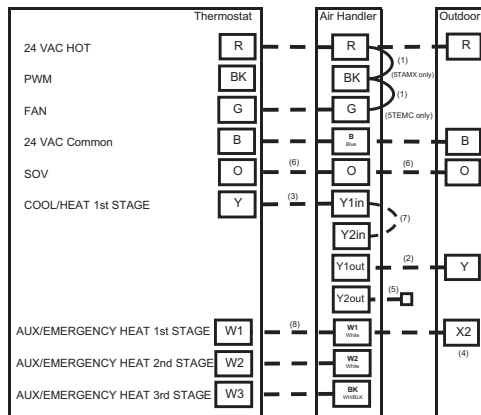 Thermostat Air Handler Outdoor
24 VAC HOT R R R
(1)
(5TAMX only)
PWM BK BK
(1)
FAN G G
(5TEMC only)
24 VAC Common B B Blue B
SOV O (6) O (6) O
COOL/HEAT 1st STAGE Y (3) Y1in
(7)
Y2in
Y1out (2) Y
Y2out (5)
AUX/EMERGENCY HEAT 1st STAGE W1 (8) W1 White X2
(4)
AUX/EMERGENCY HEAT 2nd STAGE W2 W2 White
AUX/EMERGENCY HEAT 3rd STAGE W3 BK WH/BLK